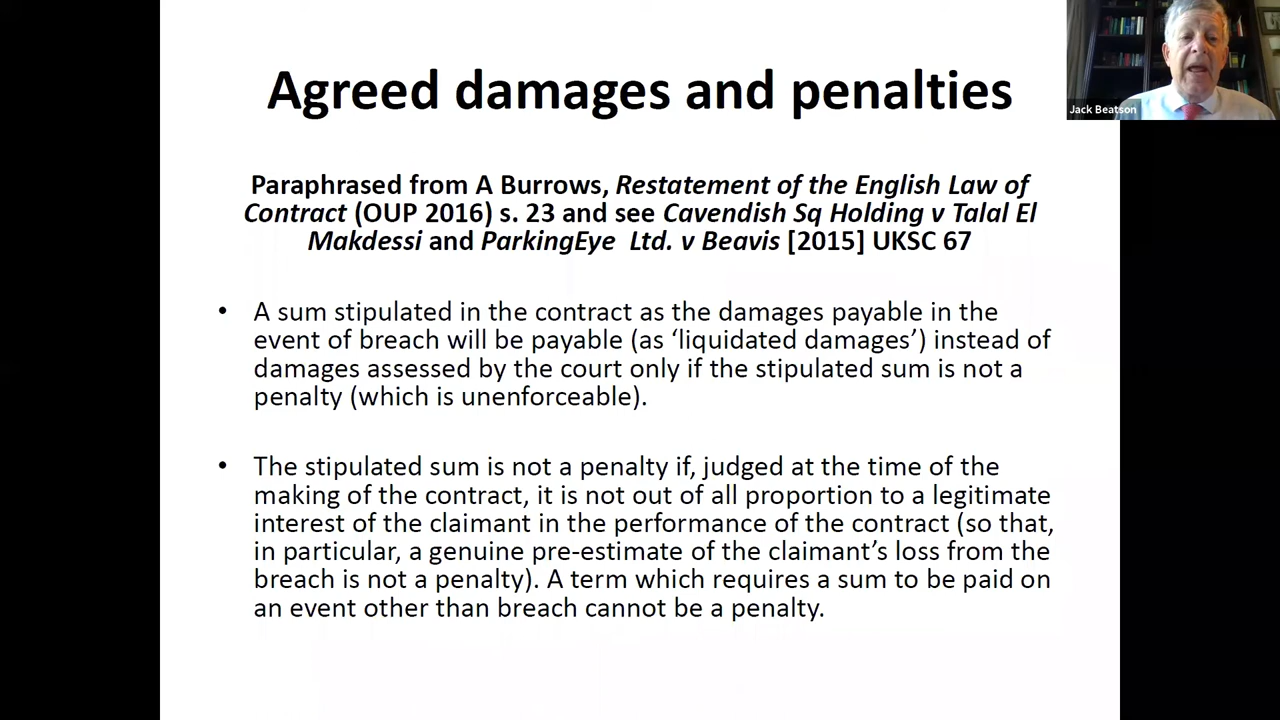 Agreed damages and penalties
Jack Beatson
Paraphrased from A Burrows, Restatement of the English Law of
Contract (OUP 2016) s. 23 and see Cavendish Sq Holding v Talal El
Makdessi and ParkingEye Ltd. v Beavis [2015] UKSC 67
• A sum stipulated in the contract as the damages payable in the
event of breach will be payable (as ‘liquidated damages’) instead of
damages assessed by the court only if the stipulated sum is not a
penalty (which is unenforceable).
• The stipulated sum is not a penalty if, judged at the time of the
making of the contract, it is not out of all proportion to a legitimate
interest of the claimant in the performance of the contract (so that,
in particular, a genuine pre-estimate of the claimant’s loss from the
breach is not a penalty). A term which requires a sum to be paid on
an event other than breach cannot be a penalty.